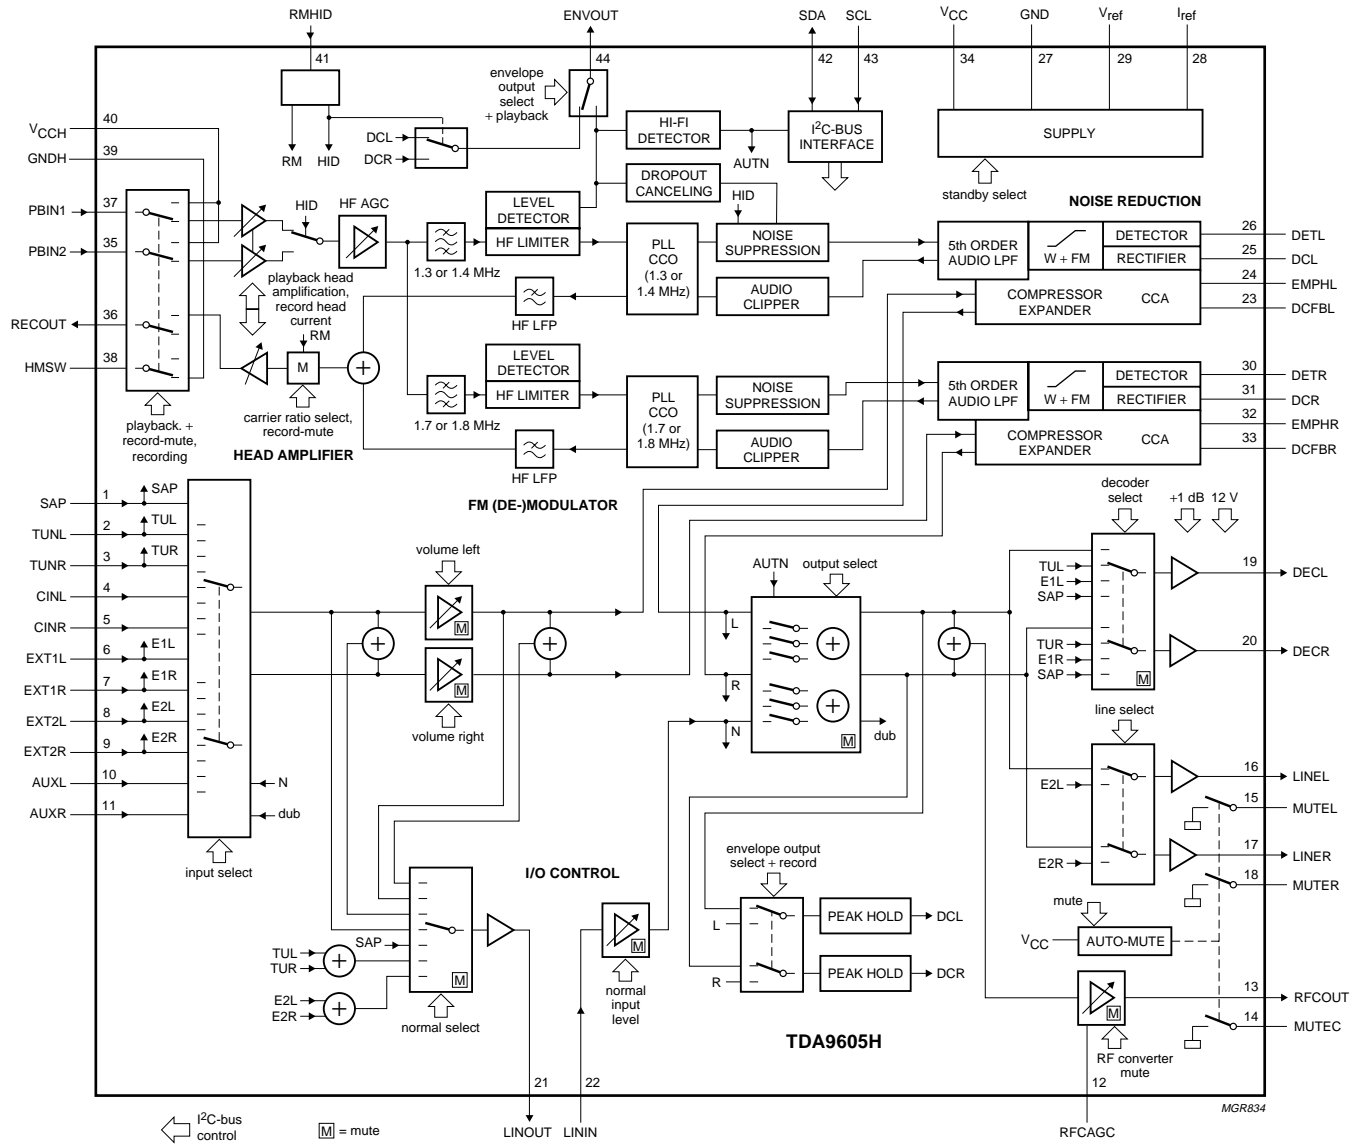 RMHID
ENVOUT
SDA
SCL
VCC
GND
Vref
Iref
41
44
42
43
34
27
29
28
envelope
output
select
+ playback
HI-FI
DETECTOR
I2C-BUS
INTERFACE
SUPPLY
AUTN
standby select
DCL
DCR
RM
HID
40
VCCH
39
GNDH
37
PBIN1
35
PBIN2
36
RECOUT
38
HMSW
HID
HF AGC
playback head
amplification,
record head
current
RM
M
carrier ratio select,
record-mute
playback. +
record-mute,
recording
HEAD AMPLIFIER
DROPOUT
CANCELING
HID
LEVEL
DETECTOR
HF LIMITER
1.3 or 1.4 MHz
PLL
CCO
(1.3 or
1.4 MHz)
NOISE
SUPPRESSION
AUDIO
CLIPPER
HF LFP
LEVEL
DETECTOR
HF LIMITER
1.7 or 1.8 MHz
PLL
CCO
(1.7 or
1.8 MHz)
NOISE
SUPPRESSION
AUDIO
CLIPPER
HF LFP
FM (DE-)MODULATOR
NOISE REDUCTION
5th ORDER
AUDIO LPF
W + FM
DETECTOR
RECTIFIER
COMPRESSOR
EXPANDER
CCA
26
DETL
25
DCL
24
EMPHL
23
DCFBL
5th ORDER
AUDIO LPF
W + FM
DETECTOR
RECTIFIER
COMPRESSOR
EXPANDER
CCA
30
DETR
31
DCR
32
EMPHR
33
DCFBR
SAP
1
SAP
TUNL
2
TUL
TUNR
3
TUR
CINL
4
CINR
5
EXT1L
6
E1L
EXT1R
7
E1R
EXT2L
8
E2L
EXT2R
9
E2R
AUXL
10
N
AUXR
11
dub
input select
volume left
M
M
volume right
AUTN
output select
L
R
N
M
dub
decoder
select
+1 dB
12 V
TUL
E1L
SAP
TUR
E1R
SAP
M
19
DECL
20
DECR
line select
E2L
E2R
16
LINEL
15
MUTEL
17
LINER
18
MUTER
mute
VCC
AUTO-MUTE
M
RF converter
mute
13
RFCOUT
14
MUTEC
12
RFCAGC
I/O CONTROL
envelope output
select + record
L
R
PEAK HOLD
DCL
PEAK HOLD
DCR
SAP
TUL
TUR
E2L
E2R
M
normal select
M
normal
input
level
TDA9605H
21
22
LINOUT
LININ
MGR834
I2C-bus
control
M = mute